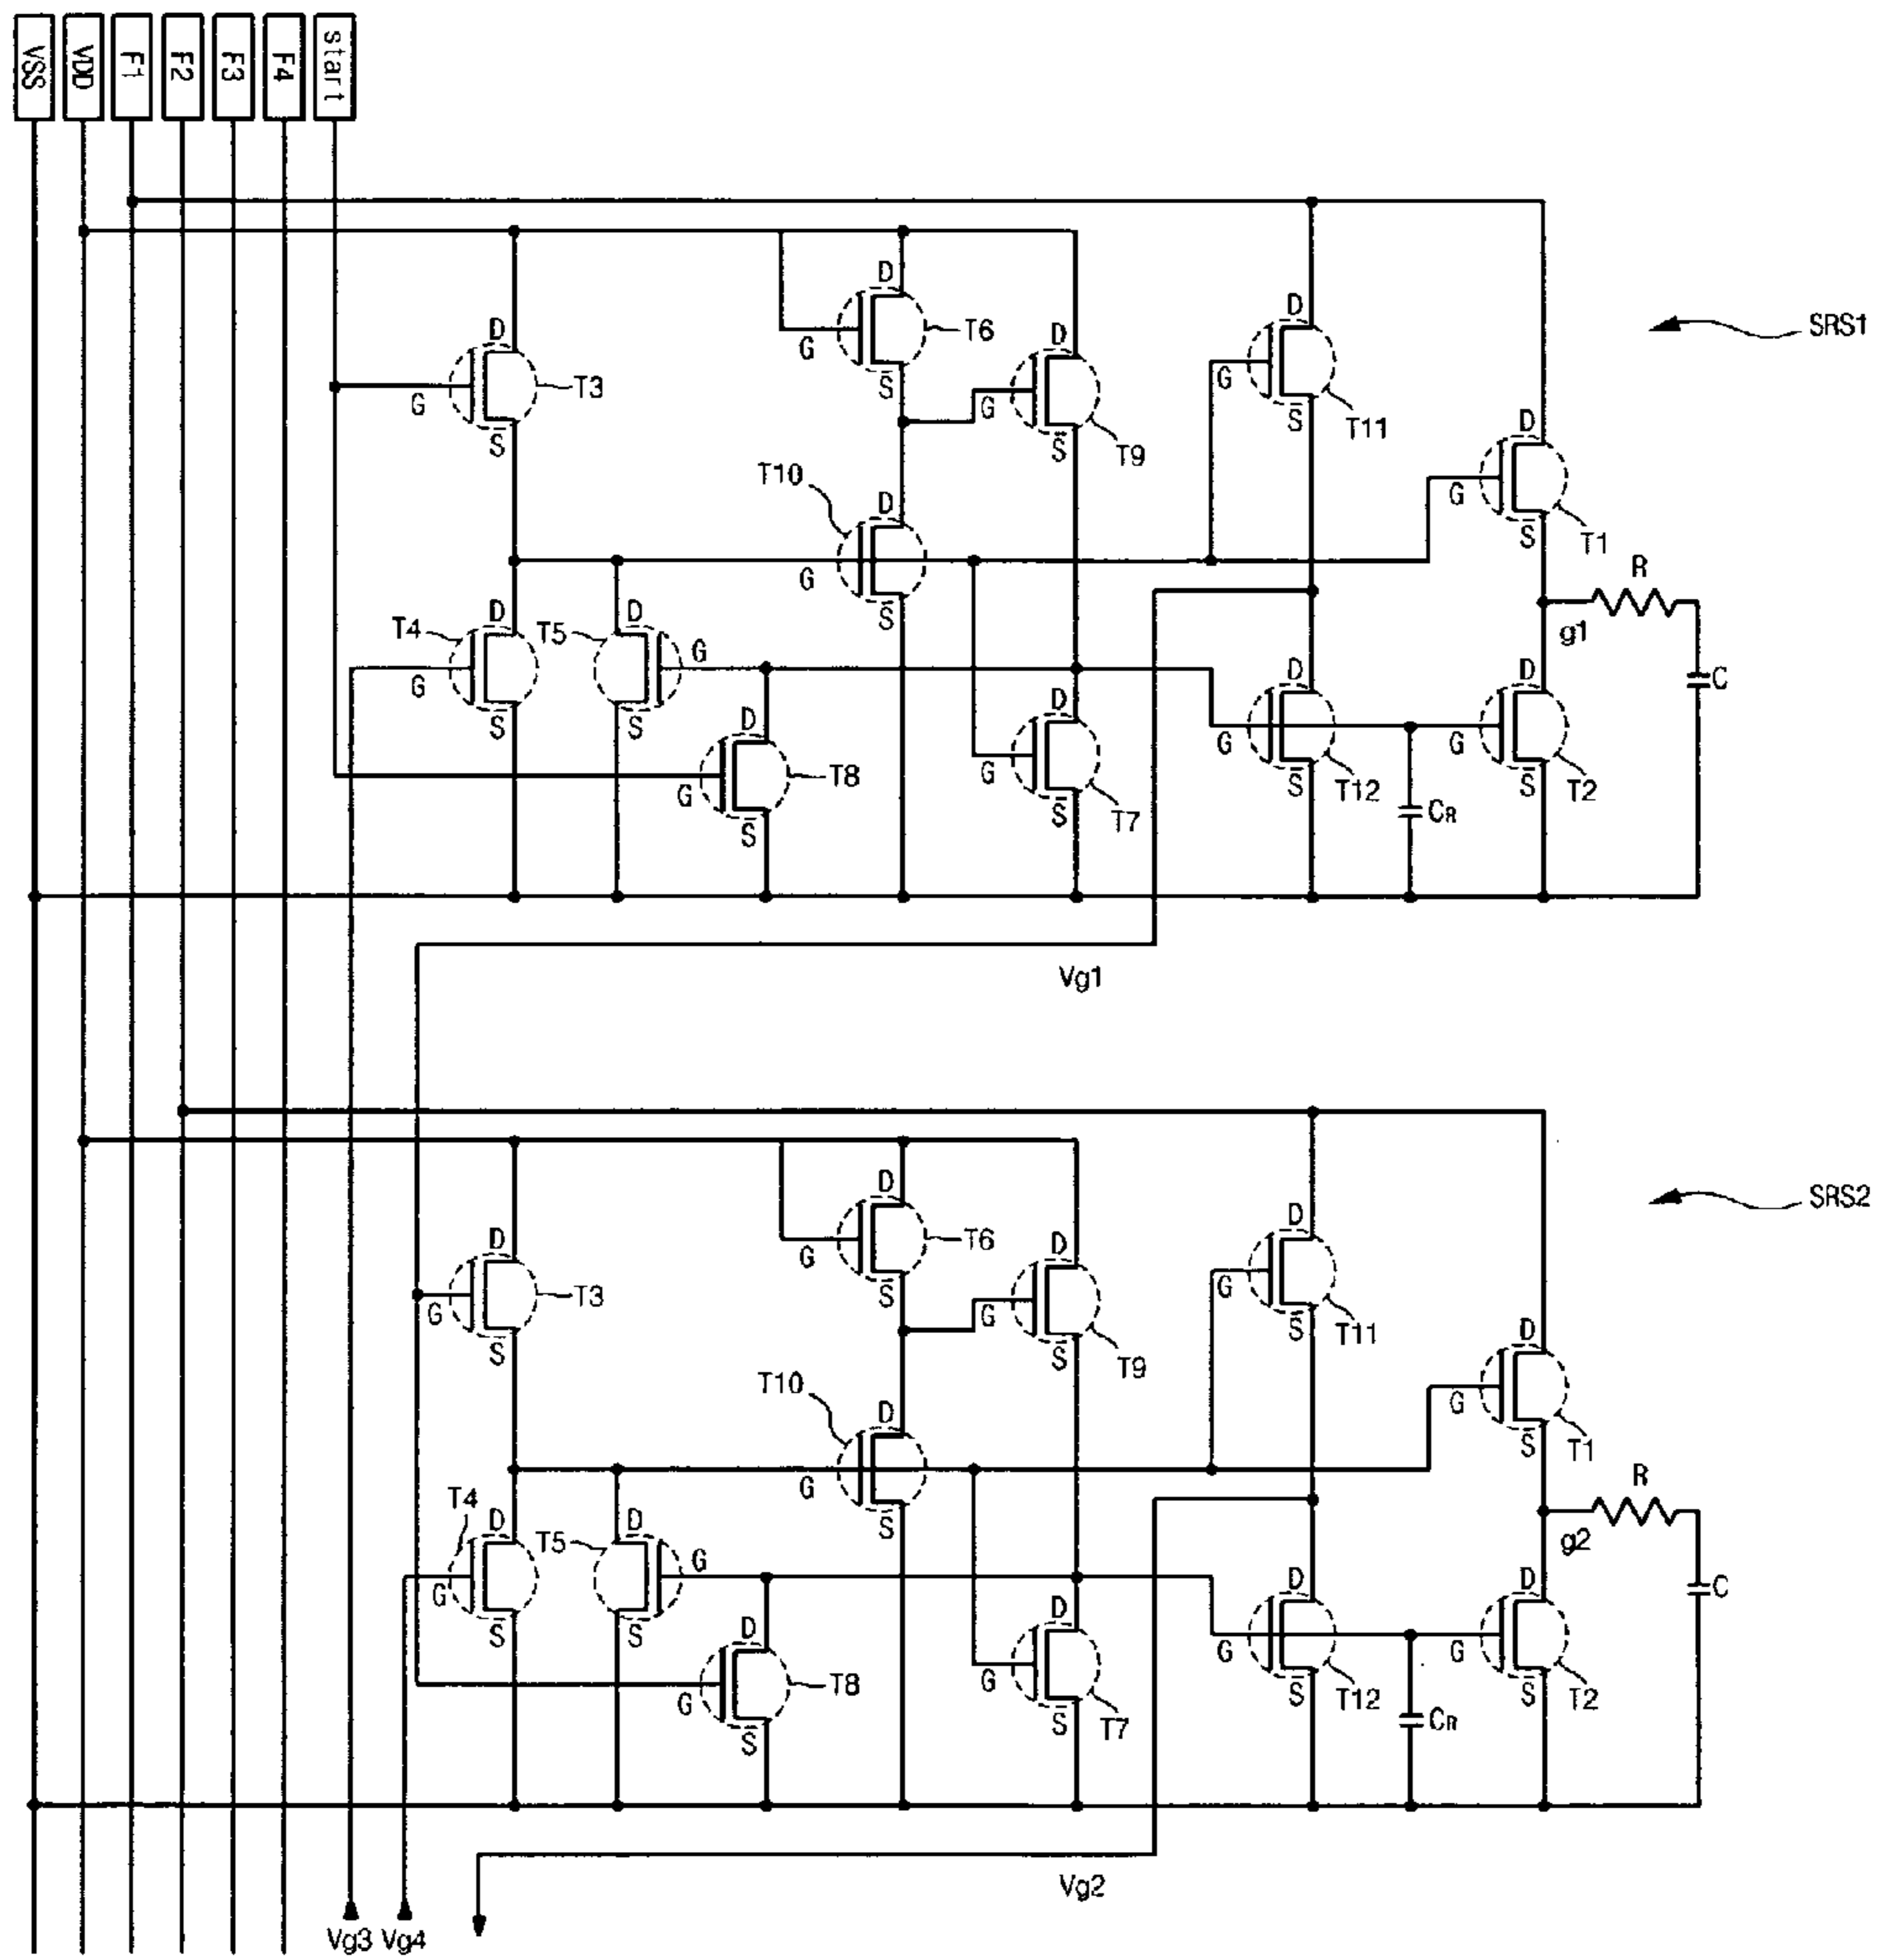 VSS VDD F1 F2 F3 F4 start
D D D D D
G S T3
G S T6
G S T9
G S T11
G S T1
SRS1
T10 D G S
T4 D G S
T5 D G S
D G S T8
D G S T7
D G S T12
D G S T2
R
g1
C
CR
Vg1
D G S T3
D G S T6
D G S T9
D G S T11
D G S T1
SRS2
T10 D G S
T4 D G S
T5 D G S
D G S T8
D G S T7
D G S T12
D G S T2
R
g2
C
CR
Vg2
Vg3 Vg4